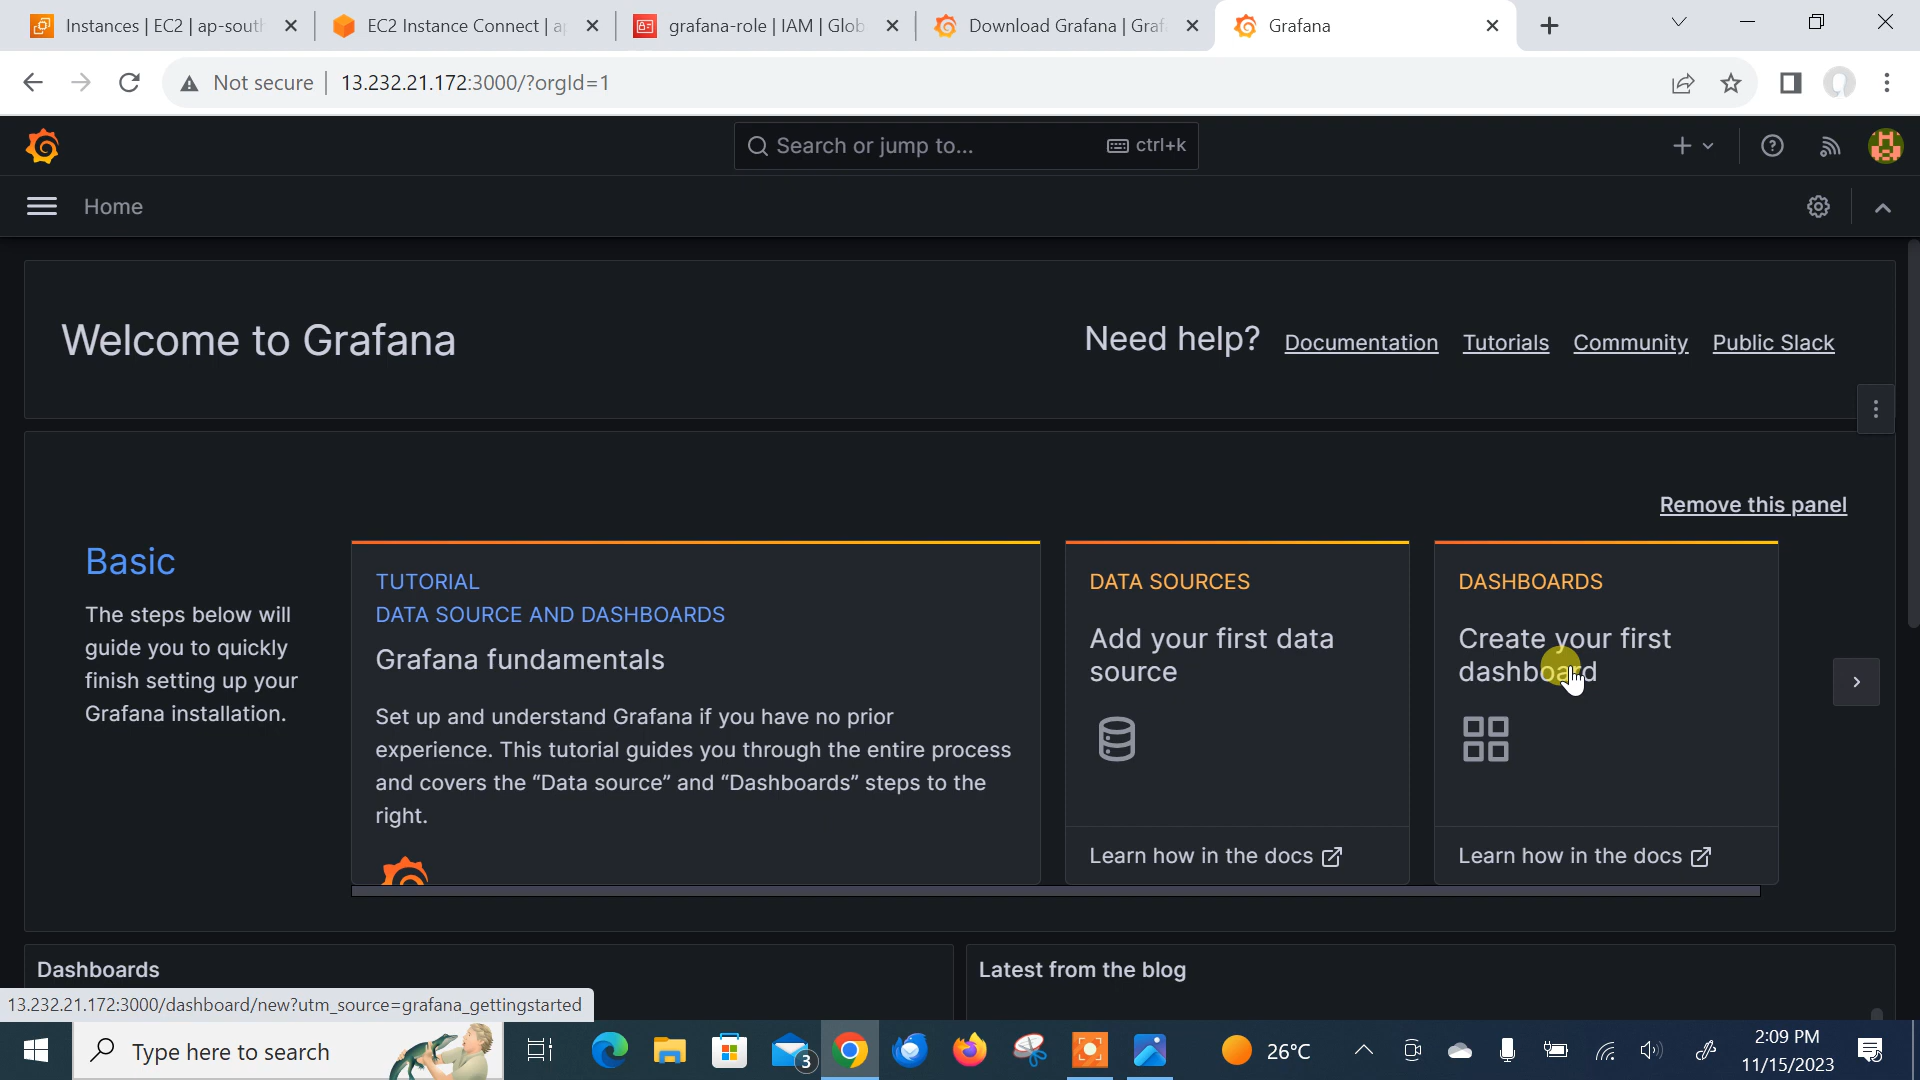 Instances | EC2 | ap-south
EC2 Instance Connect | a
grafana-role | IAM | Glob
Download Grafana | Graf
Grafana
Not secure
13.232.21.172:3000/?orgId=1
Search or jump to...
ctrl+k
Home
Welcome to Grafana
Need help?
Documentation
Tutorials
Community
Public Slack
Remove this panel
Basic
The steps below will
guide you to quickly
finish setting up your
Grafana installation.
TUTORIAL
DATA SOURCE AND DASHBOARDS
Grafana fundamentals
Set up and understand Grafana if you have no prior
experience. This tutorial guides you through the entire process
and covers the “Data source” and “Dashboards” steps to the
right.
DATA SOURCES
Add your first data
source
Learn how in the docs
DASHBOARDS
Create your first
dashboard
Learn how in the docs
Dashboards
Latest from the blog
13.232.21.172:3000/dashboard/new?utm_source=grafana_gettingstarted
Type here to search
3
26°C
2:09 PM
11/15/2023